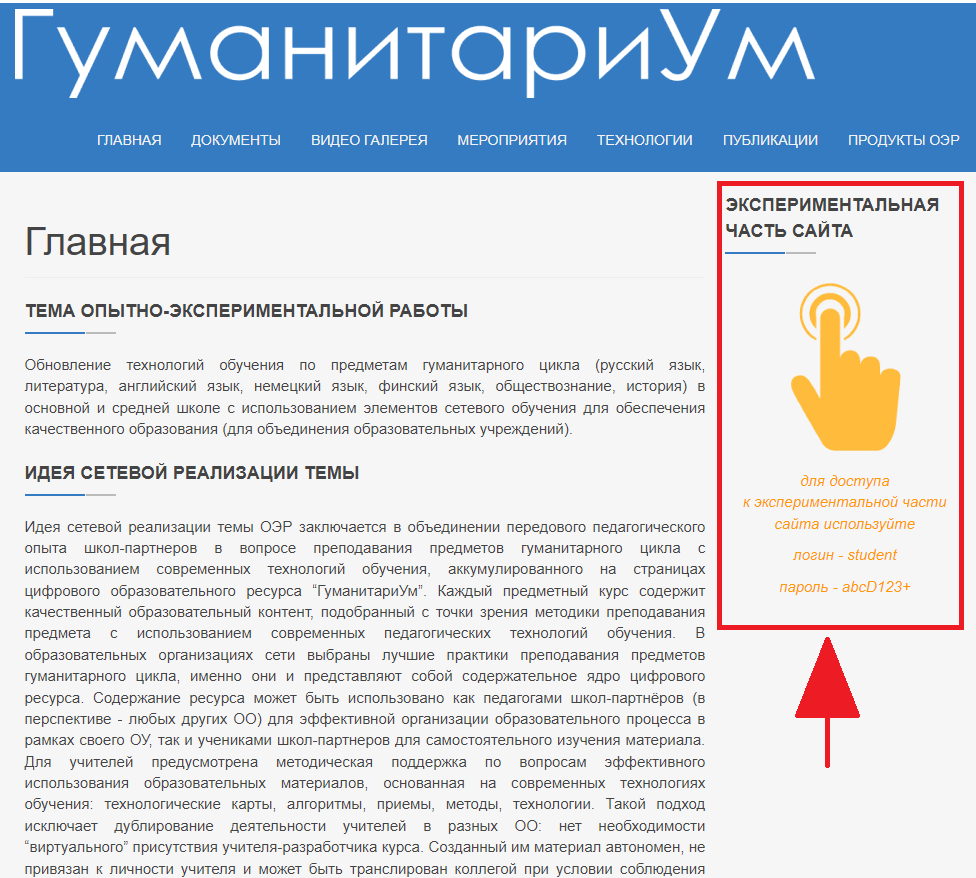 ГуманитариУм
ГЛАВНАЯ ДОКУМЕНТЫ ВИДЕО ГАЛЕРЕЯ МЕРОПРИЯТИЯ ТЕХНОЛОГИИ ПУБЛИКАЦИИ ПРОДУКТЫ ОЭР
Главная
ТЕМА ОПЫТНО-ЭКСПЕРИМЕНТАЛЬНОЙ РАБОТЫ
Обновление технологий обучения по предметам гуманитарного цикла (русский язык,
литература, английский язык, немецкий язык, финский язык, обществознание, история) в
основной и средней школе с использованием элементов сетевого обучения для обеспечения
качественного образования (для объединения образовательных учреждений).
ИДЕЯ СЕТЕВОЙ РЕАЛИЗАЦИИ ТЕМЫ
Идея сетевой реализации темы ОЭР заключается в объединении передового педагогического
опыта школ-партнеров в вопросе преподавания предметов гуманитарного цикла с
использованием современных технологий обучения, аккумулированного на страницах
цифрового образовательного ресурса “ГуманитариУм”. Каждый предметный курс содержит
качественный образовательный контент, подобранный с точки зрения методики преподавания
предмета с использованием современных педагогических технологий обучения. В
образовательных организациях сети выбраны лучшие практики преподавания предметов
гуманитарного цикла, именно они и представляют собой содержательное ядро цифрового
ресурса. Содержание ресурса может быть использовано как педагогами школ-партнёров (в
перспективе - любых других ОО) для эффективной организации образовательного процесса в
рамках своего ОУ, так и учениками школ-партнеров для самостоятельного изучения материала.
Для учителей предусмотрена методическая поддержка по вопросам эффективного
использования образовательных материалов, основанная на современных технологиях
обучения: технологические карты, алгоритмы, приемы, методы, технологии. Такой подход
исключает дублирование деятельности учителей в разных ОО: нет необходимости
“виртуального” присутствия учителя-разработчика курса. Созданный им материал автономен, не
привязан к личности учителя и может быть транслирован коллегой при условии соблюдения
ЭКСПЕРИМЕНТАЛЬНАЯ
ЧАСТЬ САЙТА
для доступа
к экспериментальной части
сайта используйте
логин - student
пароль - abcD123+